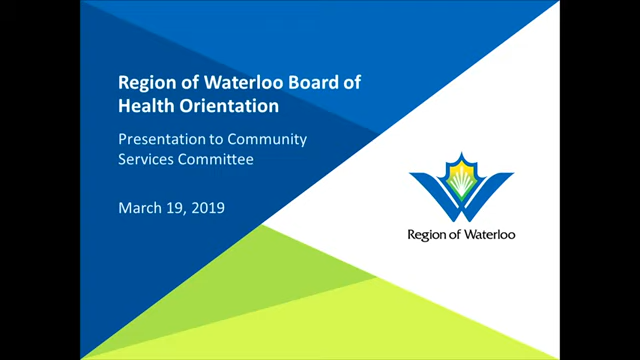 Region of Waterloo Board of
Health Orientation
Presentation to Community
Services Committee
March 19, 2019
Region of Waterloo